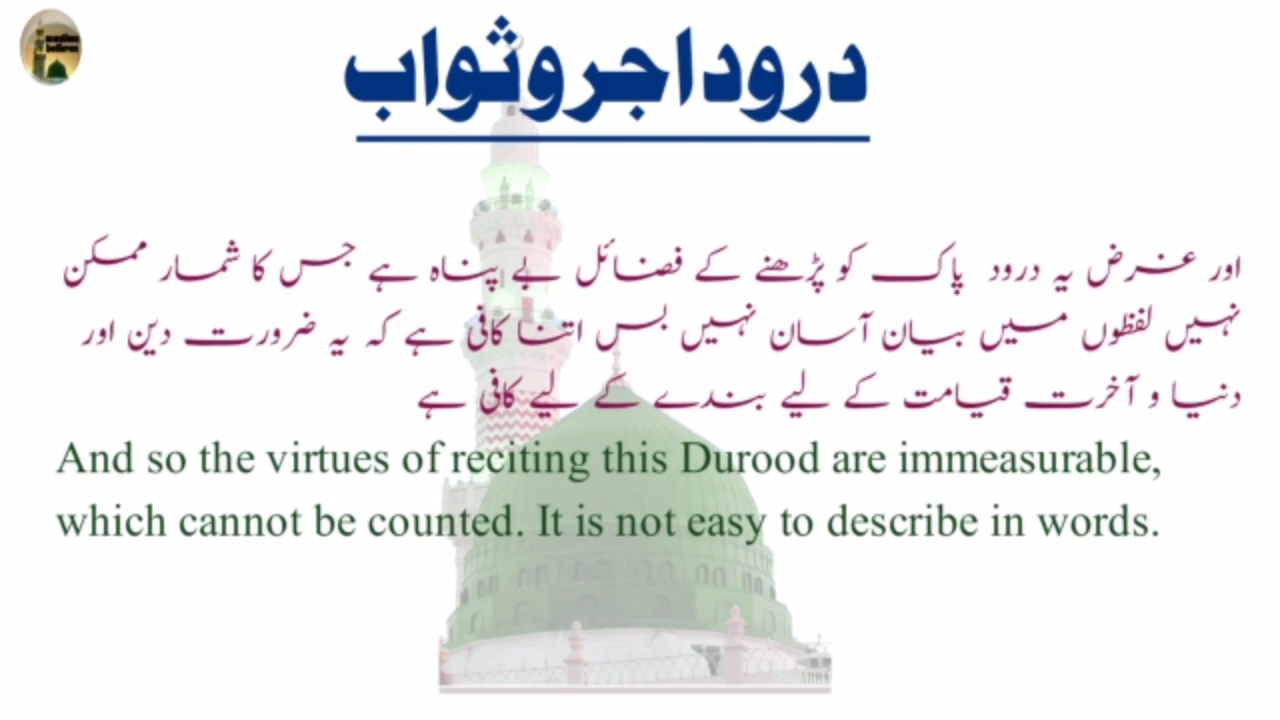 درود اجر و ثواب
اور غرض یہ درود پاک کو پڑھنے کے فضائل بے پناہ ہے جس کا شمار ممکن
نہیں لفظوں میں بیان آسان نہیں بس اتنا کافی ہے کہ یہ ضرورت دین اور
دنیا و آخرت قیامت کے لیے بندے کے لیے کافی ہے
And so the virtues of reciting this Durood are immeasurable,
which cannot be counted. It is not easy to describe in words.